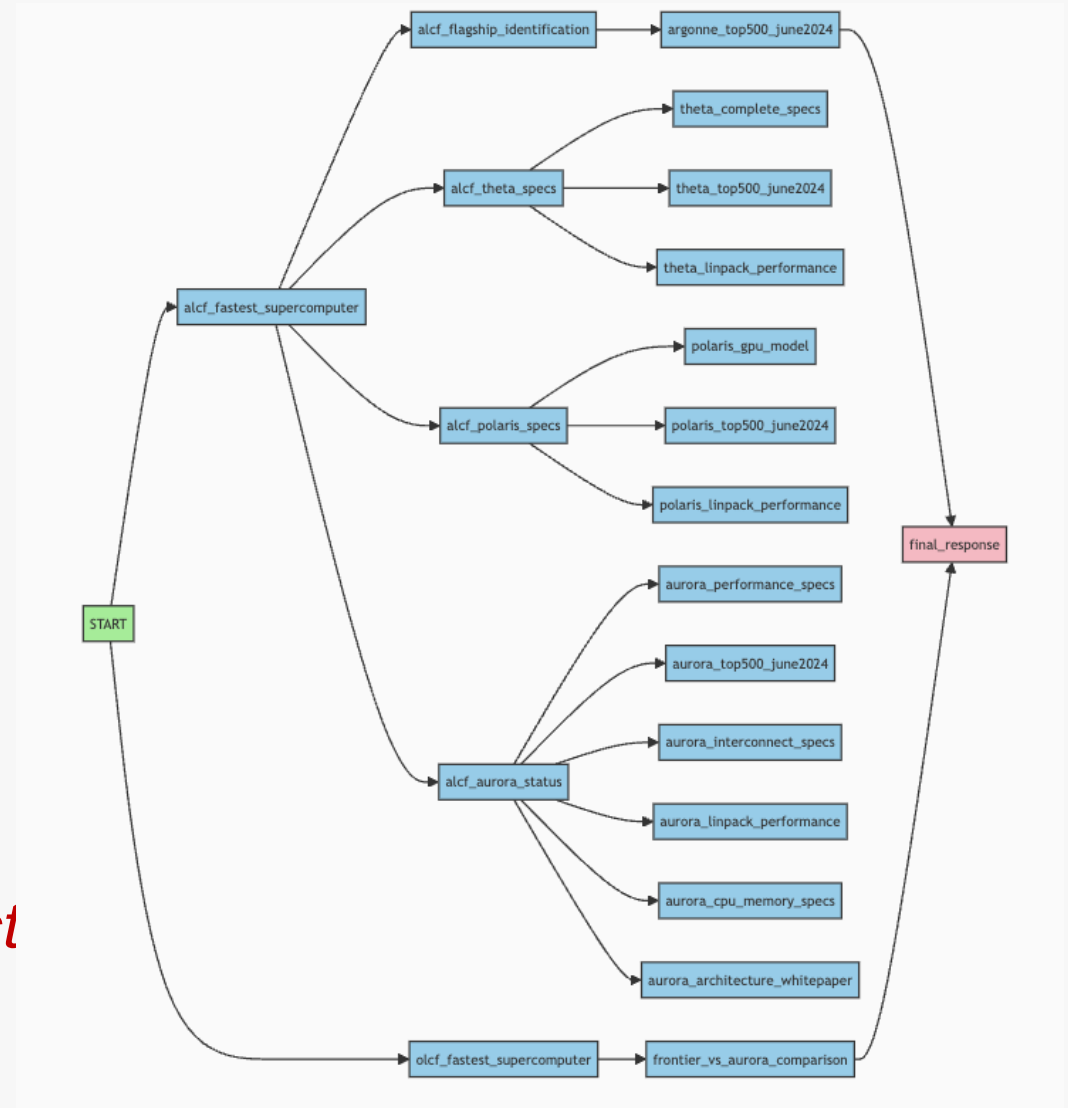 alcf_flagship_identification
argonne_top500_june2024
theta_complete_specs
alcf_theta_specs
theta_top500_june2024
theta_linpack_performance
alcf_fastest_supercomputer
polaris_gpu_model
alcf_polaris_specs
polaris_top500_june2024
polaris_linpack_performance
final_response
aurora_performance_specs
START
aurora_top500_june2024
aurora_interconnect_specs
alcf_aurora_status
aurora_linpack_performance
aurora_cpu_memory_specs
t
aurora_architecture_whitepaper
olcf_fastest_supercomputer
frontier_vs_aurora_comparison